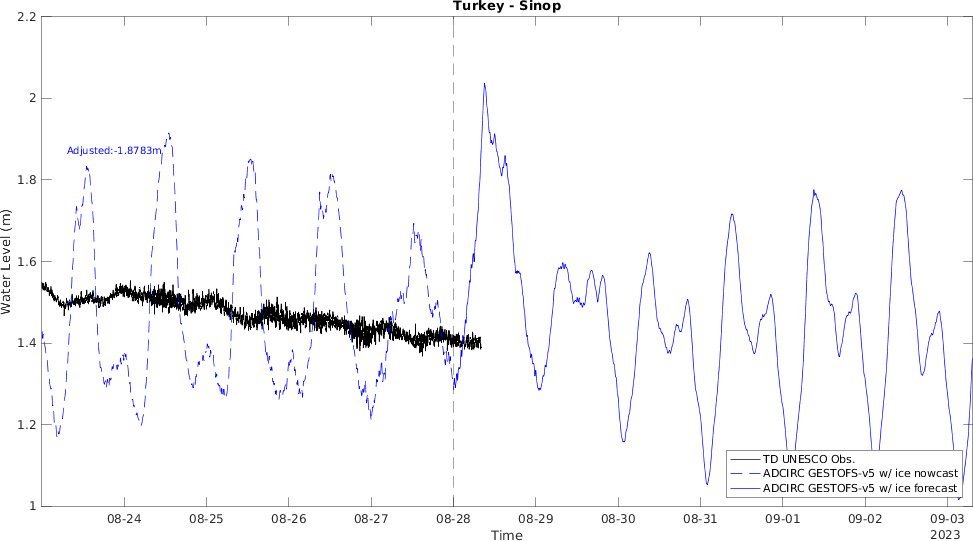 Turkey - Sinop
2.2
2
1.8
1.6
1.4
1.2
1
Water Level (m)
Adjusted:-1.8783m
TD UNESCO Obs.
ADCIRC GESTOFS-v5 w/ ice nowcast
ADCIRC GESTOFS-v5 w/ ice forecast
08-24 08-25 08-26 08-27 08-28 08-29 08-30 08-31 09-01 09-02 09-03
Time
2023